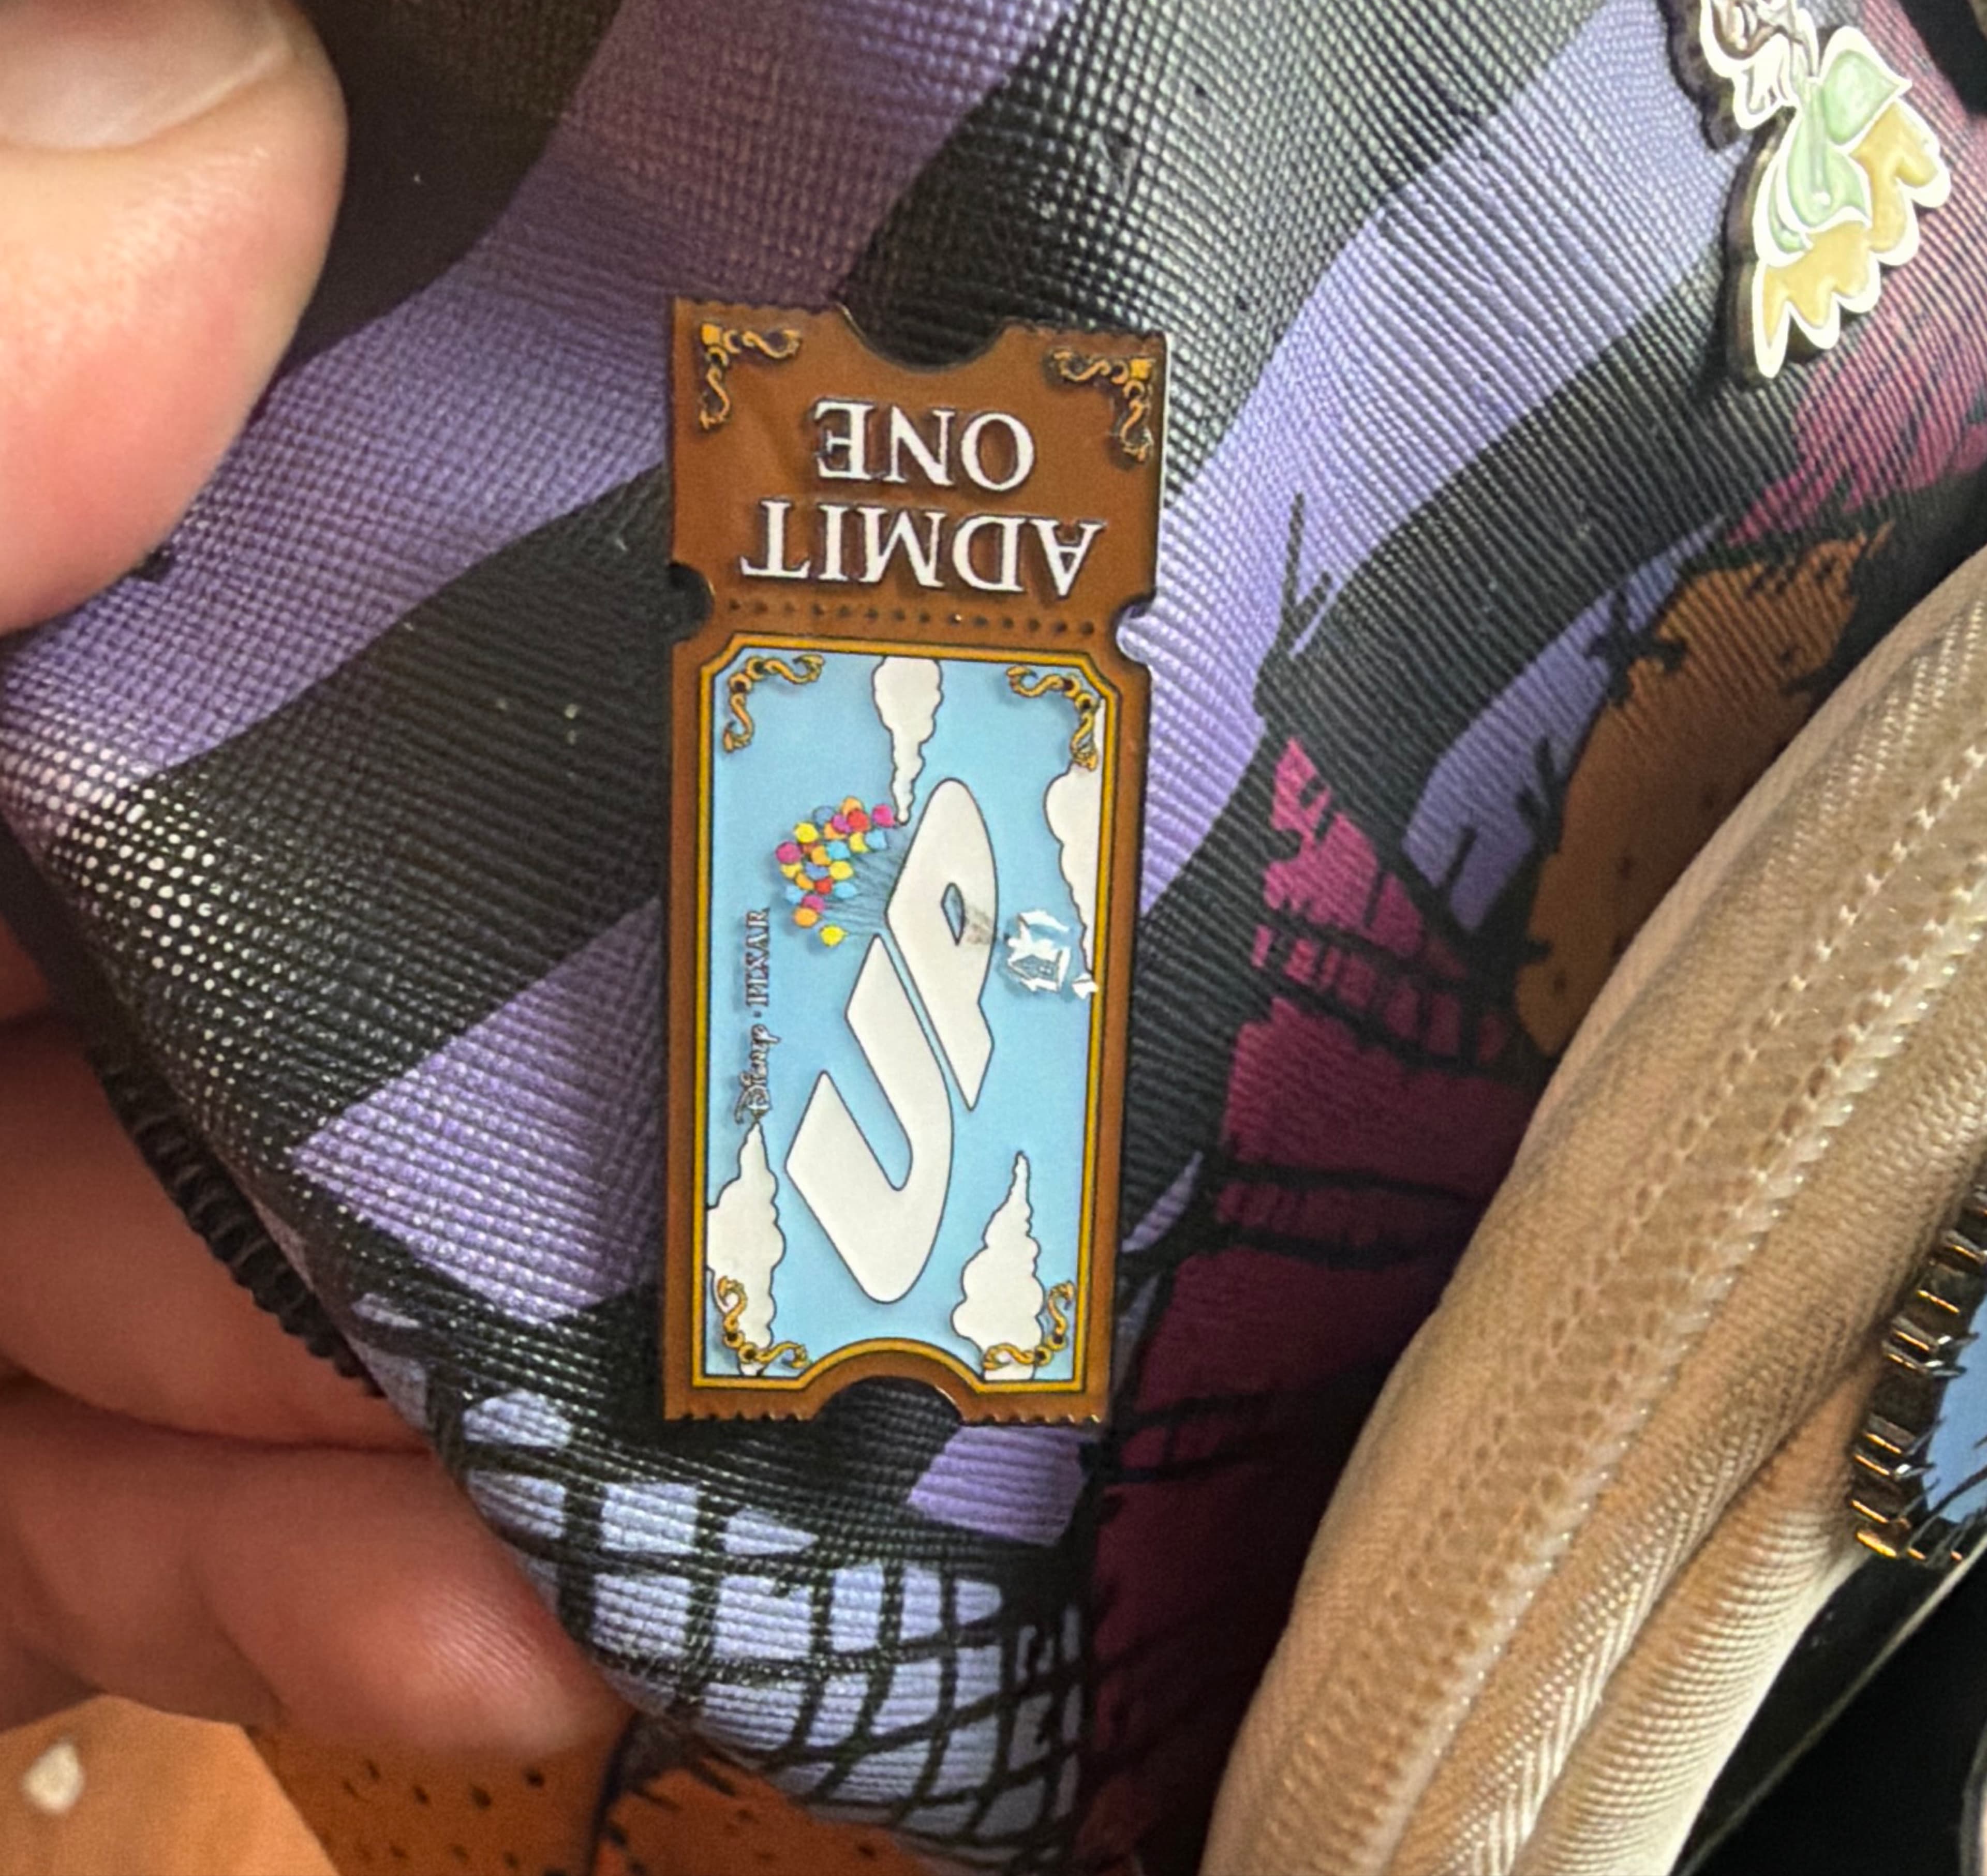 ADMIT
ONE
Disney · PIXAR
UP